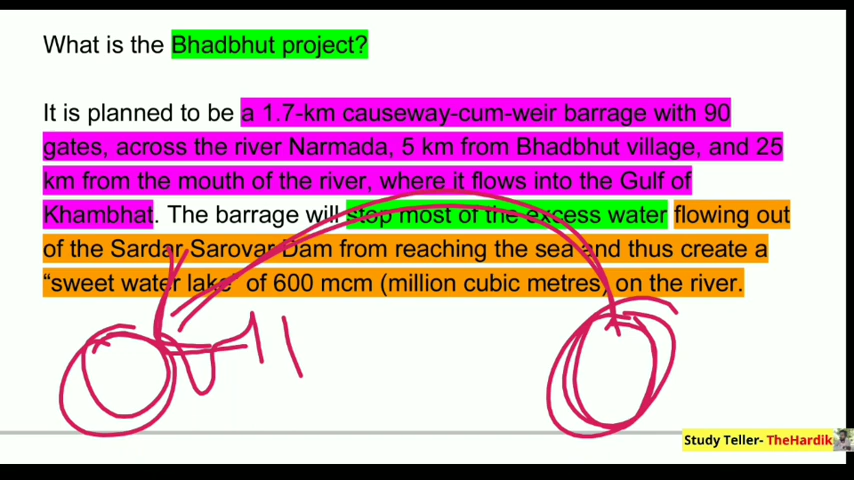 What is the Bhadbhut project?
It is planned to be a 1.7-km causeway-cum-weir barrage with 90
gates, across the river Narmada, 5 km from Bhadbhut village, and 25
km from the mouth of the river, where it flows into the Gulf of
Khambhat. The barrage will stop most of the excess water flowing out
of the Sardar Sarovar Dam from reaching the sea and thus create a
“sweet water lake” of 600 mcm (million cubic metres) on the river.
Study Teller- TheHardik